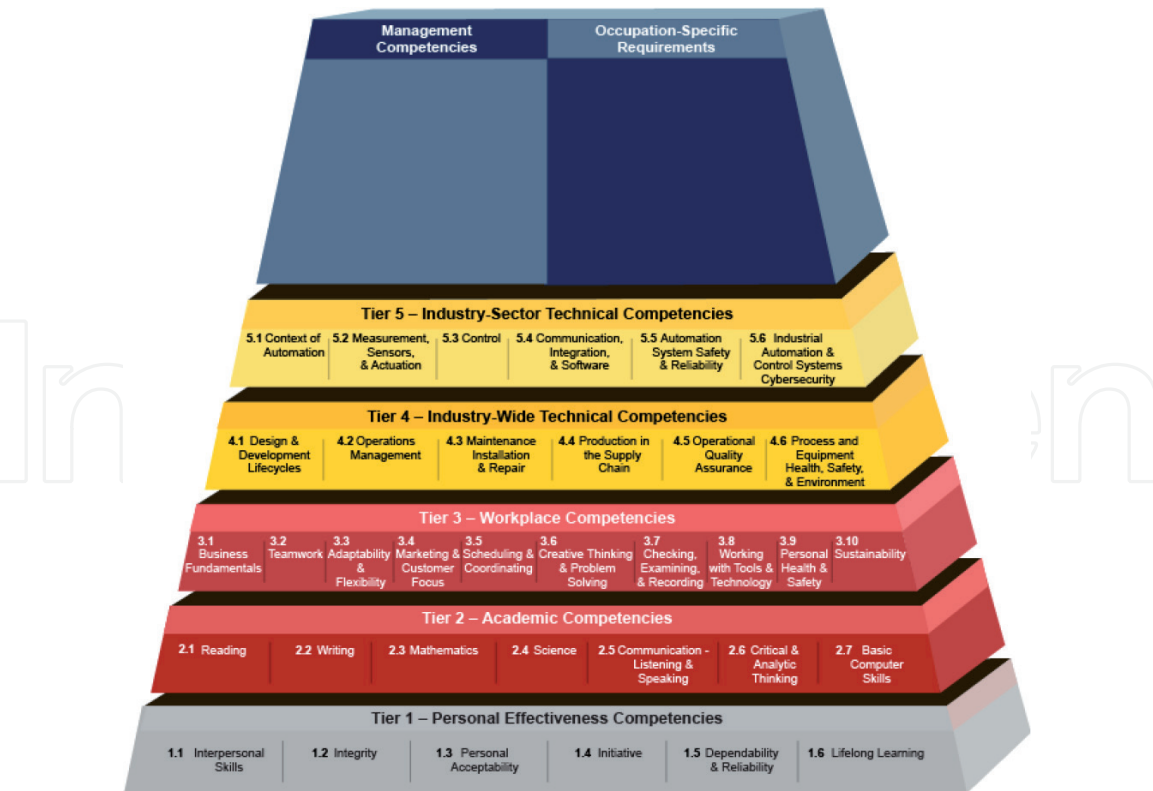 Management
Competencies
Occupation-Specific
Requirements
Tier 5 – Industry-Sector Technical Competencies
5.1 Context of
Automation
5.2 Measurement,
Sensors,
& Actuation
5.3 Control
5.4 Communication,
Integration,
& Software
5.5 Automation
System Safety
& Reliability
5.6 Industrial
Automation &
Control Systems
Cybersecurity
Tier 4 – Industry-Wide Technical Competencies
4.1 Design &
Development
Lifecycles
4.2 Operations
Management
4.3 Maintenance
Installation
& Repair
4.4 Production in
the Supply
Chain
4.5 Operational
Quality
Assurance
4.6 Process and
Equipment
Health, Safety,
& Environment
Tier 3 – Workplace Competencies
3.1
Business
Fundamentals
3.2
Teamwork
3.3
Adaptability
&
Flexibility
3.4
Marketing &
Customer
Focus
3.5
Scheduling &
Coordinating
3.6
Creative Thinking
& Problem
Solving
3.7
Checking,
Examining,
& Recording
3.8
Working
with Tools &
Technology
3.9
Personal
Health &
Safety
3.10
Sustainability
Tier 2 – Academic Competencies
2.1 Reading
2.2 Writing
2.3 Mathematics
2.4 Science
2.5 Communication -
Listening &
Speaking
2.6 Critical &
Analytic
Thinking
2.7 Basic
Computer
Skills
Tier 1 – Personal Effectiveness Competencies
1.1 Interpersonal
Skills
1.2 Integrity
1.3 Personal
Acceptability
1.4 Initiative
1.5 Dependability
& Reliability
1.6 Lifelong Learning